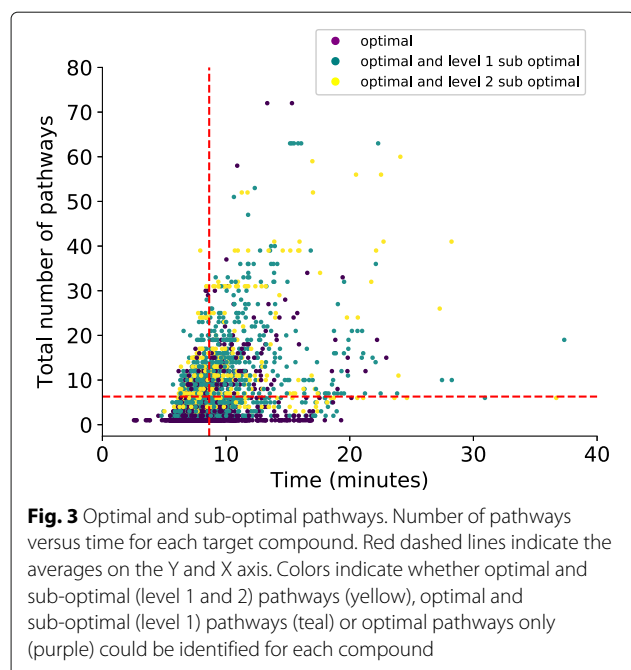 optimal
optimal and level 1 sub optimal
optimal and level 2 sub optimal
80
70
60
50
40
30
20
10
0
Total number of pathways
0
10
20
30
40
Time (minutes)
Fig. 3 Optimal and sub-optimal pathways. Number of pathways
versus time for each target compound. Red dashed lines indicate the
averages on the Y and X axis. Colors indicate whether optimal and
sub-optimal (level 1 and 2) pathways (yellow), optimal and
sub-optimal (level 1) pathways (teal) or optimal pathways only
(purple) could be identified for each compound